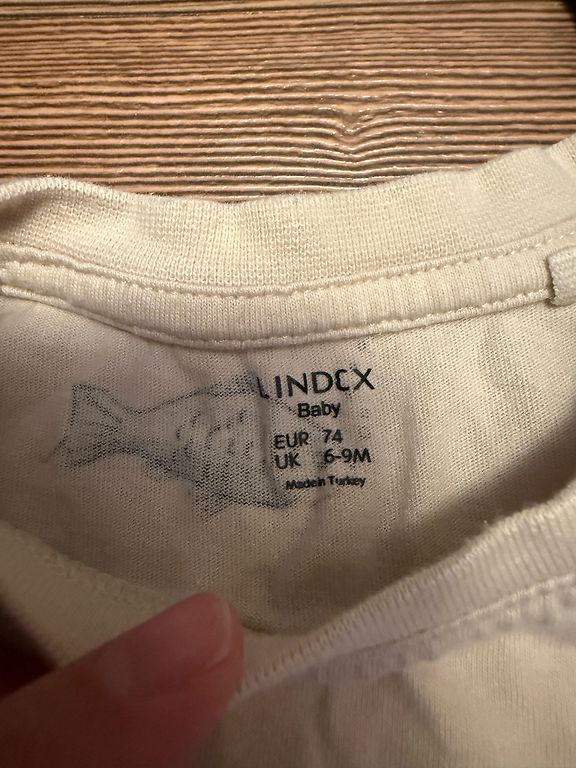 LINDEX
Baby
EUR 74
UK 6-9M
Made in Turkey